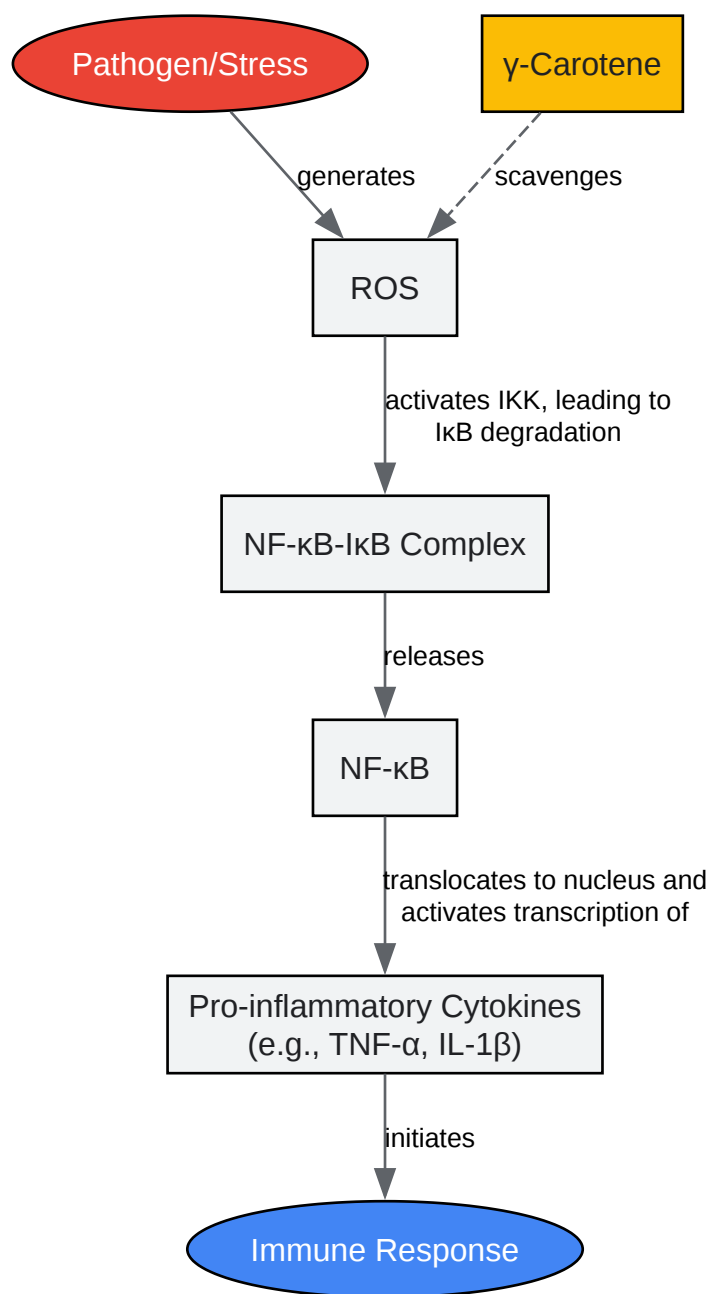 Pathogen/Stress
γ-Carotene
generates
scavenges
ROS
activates IKK, leading to
IκB degradation
NF-κB-IκB Complex
releases
NF-κB
translocates to nucleus and
activates transcription of
Pro-inflammatory Cytokines
(e.g., TNF-α, IL-1β)
initiates
Immune Response